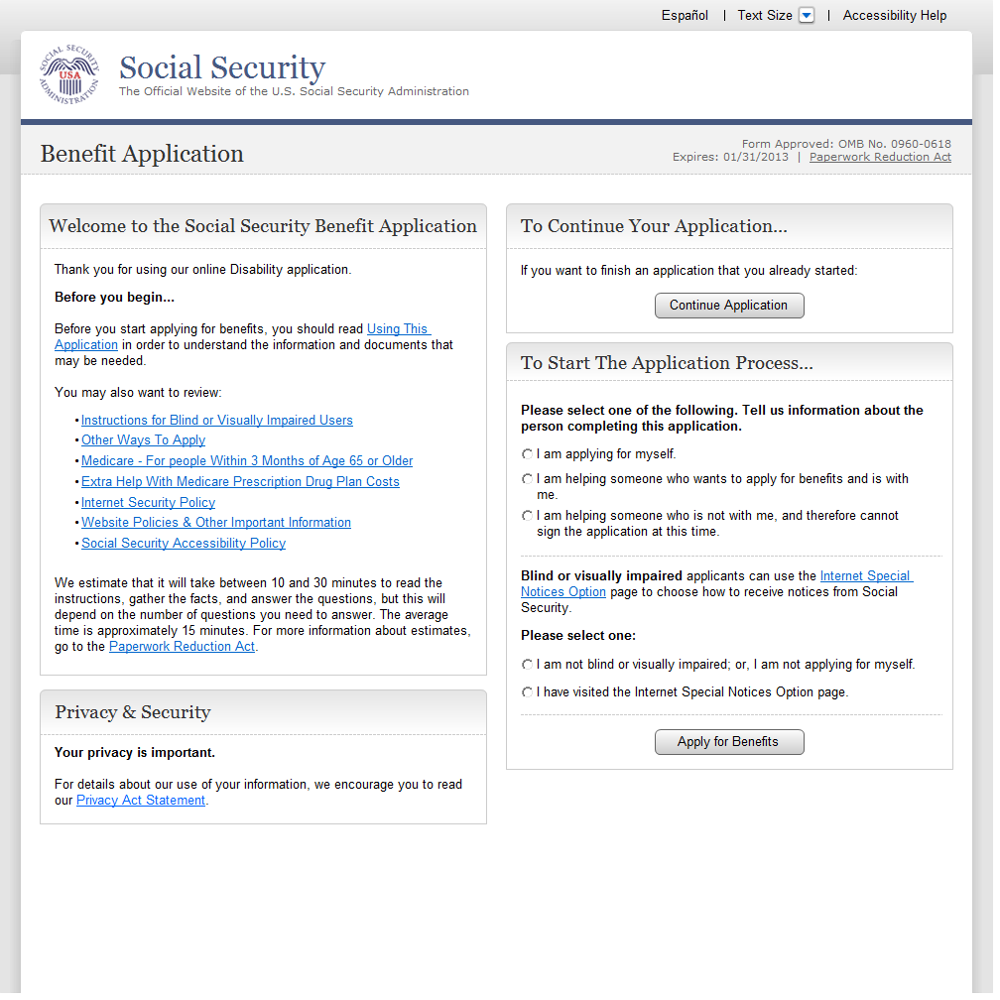 Español | Text Size | Accessibility Help
SOCIAL SECURITY ADMINISTRATION
USA
Social Security
The Official Website of the U.S. Social Security Administration
Benefit Application
Form Approved: OMB No. 0960-0618
Expires: 01/31/2013 | Paperwork Reduction Act
Welcome to the Social Security Benefit Application
Thank you for using our online Disability application.
Before you begin...
Before you start applying for benefits, you should read Using This
Application in order to understand the information and documents that
may be needed.
You may also want to review:
• Instructions for Blind or Visually Impaired Users
• Other Ways To Apply
• Medicare - For people Within 3 Months of Age 65 or Older
• Extra Help With Medicare Prescription Drug Plan Costs
• Internet Security Policy
• Website Policies & Other Important Information
• Social Security Accessibility Policy
We estimate that it will take between 10 and 30 minutes to read the
instructions, gather the facts, and answer the questions, but this will
depend on the number of questions you need to answer. The average
time is approximately 15 minutes. For more information about estimates,
go to the Paperwork Reduction Act.
Privacy & Security
Your privacy is important.
For details about our use of your information, we encourage you to read
our Privacy Act Statement.
To Continue Your Application...
If you want to finish an application that you already started:
Continue Application
To Start The Application Process...
Please select one of the following. Tell us information about the
person completing this application.
I am applying for myself.
I am helping someone who wants to apply for benefits and is with
me.
I am helping someone who is not with me, and therefore cannot
sign the application at this time.
Blind or visually impaired applicants can use the Internet Special
Notices Option page to choose how to receive notices from Social
Security.
Please select one:
I am not blind or visually impaired; or, I am not applying for myself.
I have visited the Internet Special Notices Option page.
Apply for Benefits